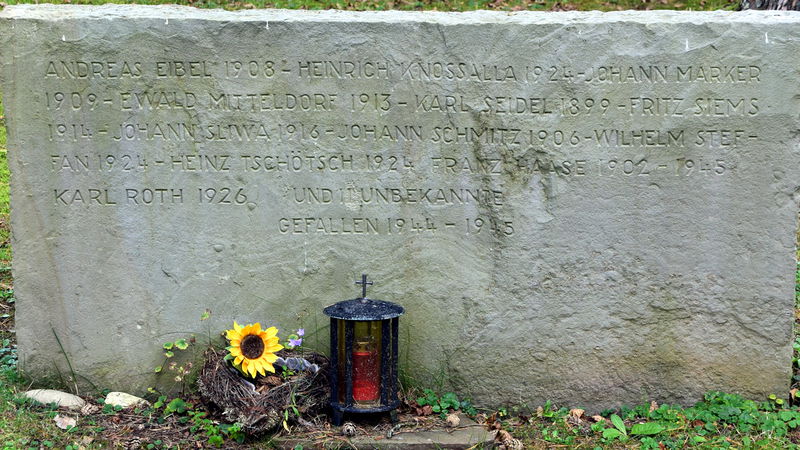 ANDREAS EIBEL 1908 - HEINRICH KNOSSALLA 1924 - JOHANN MARKER
1909 - EWALD MITTELDORF 1913 - KARL SEIDEL 1899 - FRITZ SIEMS
1914 - JOHANN SLIWA 1916 - JOHANN SCHMITZ 1906 - WILHELM STEF-
FAN 1924 - HEINZ TSCHÖTSCH 1924 FRANZ HAASE 1902 - 1945
KARL ROTH 1926 UND 11 UNBEKANNTE
GEFALLEN 1944 - 1945